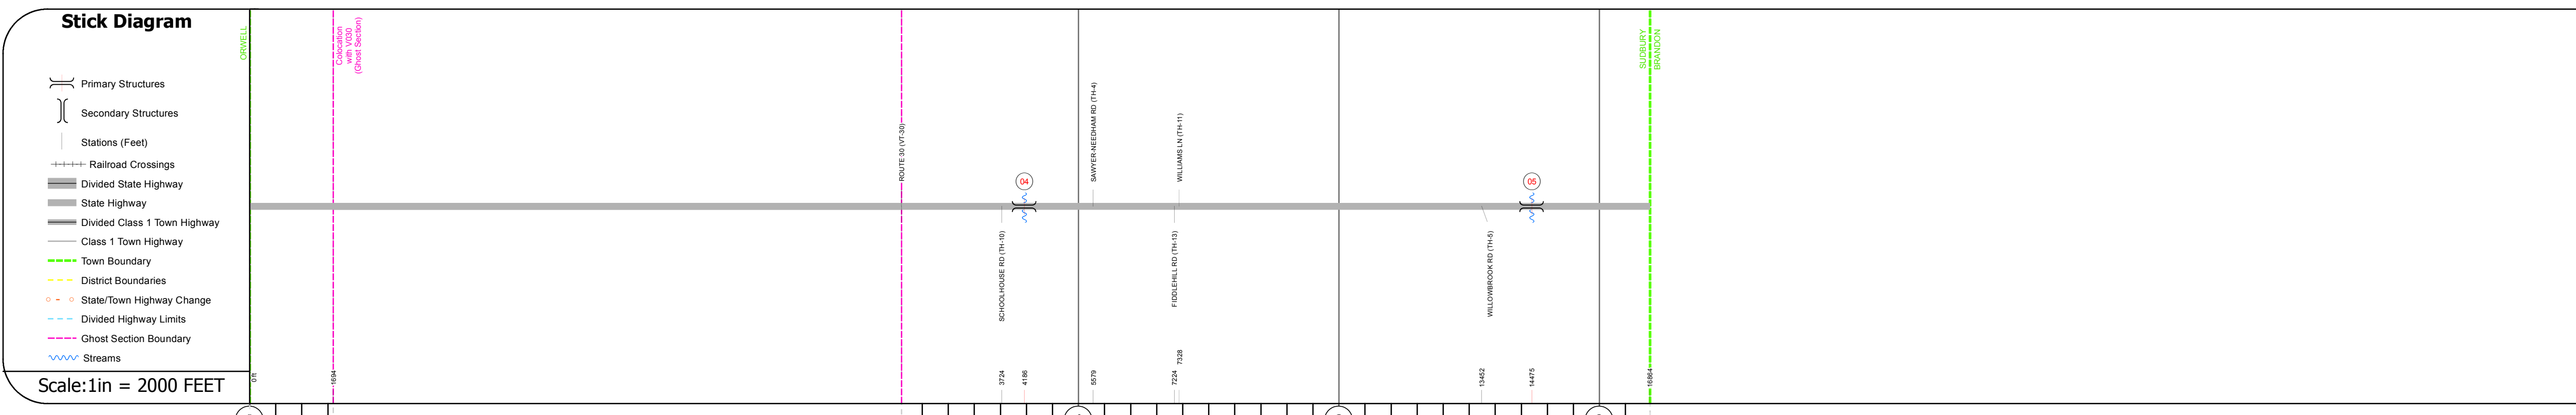 Stick Diagram
Primary Structures
Secondary Structures
Stations (Feet)
Railroad Crossings
Divided State Highway
State Highway
Divided Class 1 Town Highway
Class 1 Town Highway
Town Boundary
District Boundaries
State/Town Highway Change
Divided Highway Limits
Ghost Section Boundary
Streams
Scale:1in = 2000 FEET
ORWELL
Colocation
with V030
(Ghost Section)
ROUTE 30 (VT-30)
SCHOOLHOUSE RD (TH-10)
04
SAWYER-NEEDHAM RD (TH-4)
FIDDLEHILL RD (TH-13)
WILLIAMS LN (TH-11)
WILLOWBROOK RD (TH-5)
05
SUDBURY
BRANDON
0 ft
1694
3724
4186
5579
7224
7328
13452
14475
16864